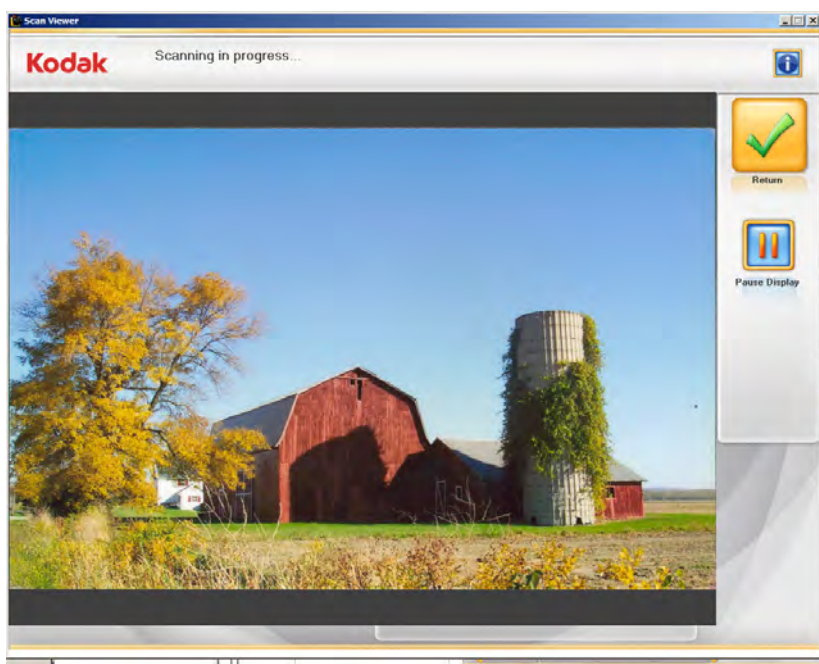 Scan Viewer
Kodak
Scanning in progress...
Return
Pause Display